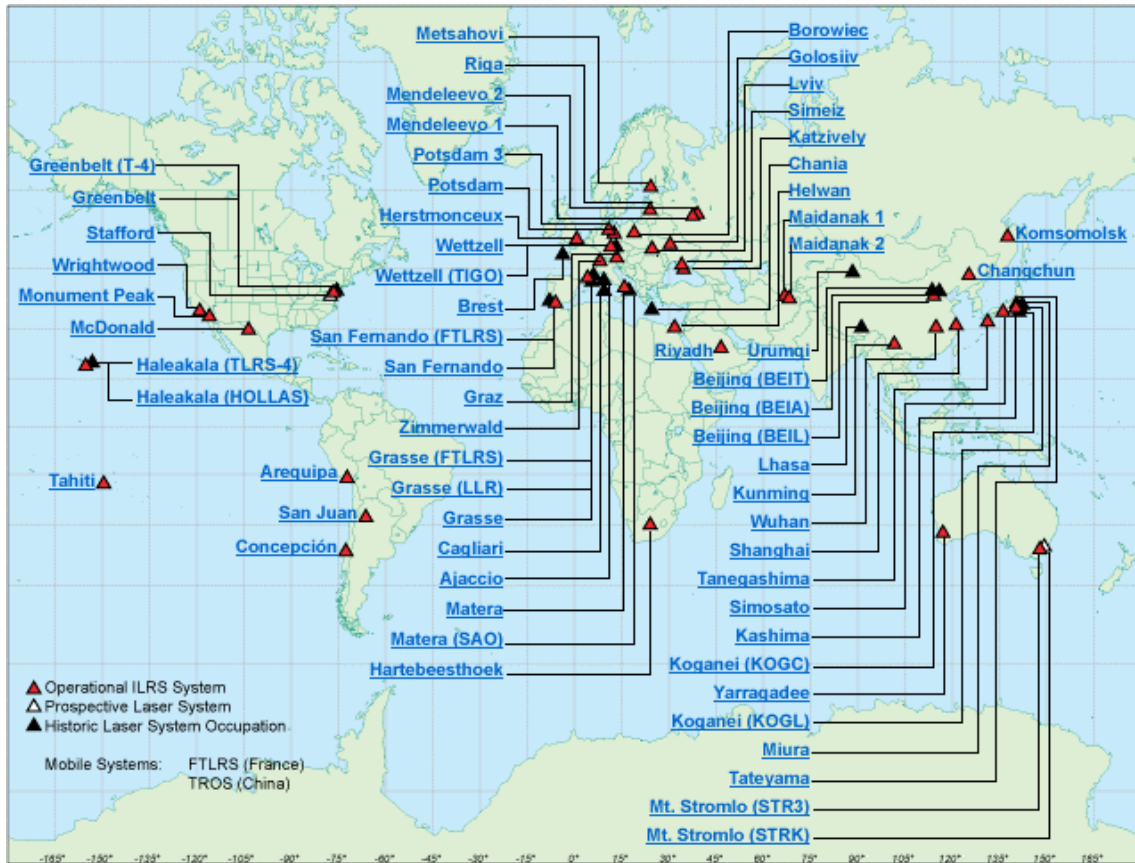 Metsahovi
Riga
Mendeleevo 2
Mendeleevo 1
Potsdam 3
Potsdam
Herstmonceux
Wettzell
Wettzell (TIGO)
Brest
San Fernando (FTLRS)
San Fernando
Graz
Zimmerwald
Grasse (FTLRS)
Grasse (LLR)
Grasse
Cagliari
Ajaccio
Matera
Matera (SAO)
Hartebeesthoek
Borowiec
Golosiiv
Lviv
Simeiz
Katzively
Chania
Helwan
Maidanak 1
Maidanak 2
Komsomolsk
Changchun
Riyadh
Urumqi
Beijing (BEIT)
Beijing (BEIA)
Beijing (BEIL)
Lhasa
Kunming
Wuhan
Shanghai
Tanegashima
Simosato
Kashima
Koganei (KOGC)
Yarragadee
Koganei (KOGL)
Miura
Tateyama
Mt. Stromlo (STR3)
Mt. Stromlo (STRK)
Greenbelt (T-4)
Greenbelt
Stafford
Wrightwood
Monument Peak
McDonald
Haleakala (TLRS-4)
Haleakala (HOLLAS)
Tahiti
Arequipa
San Juan
Concepción
Operational ILRS System
Prospective Laser System
Historic Laser System Occupation
Mobile Systems: FTLRS (France)
TROS (China)
-165° -150° -135° -120° -105° -90° -75° -60° -45° -30° -15° 0° 15° 30° 45° 60° 75° 90° 105° 120° 135° 150° 165°